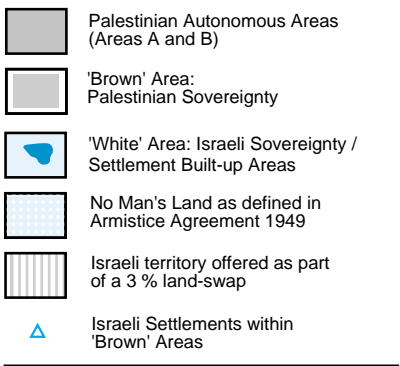 Palestinian Autonomous Areas
(Areas A and B)
'Brown' Area:
Palestinian Sovereignty
'White' Area: Israeli Sovereignty /
Settlement Built-up Areas
No Man's Land as defined in
Armistice Agreement 1949
Israeli territory offered as part
of a 3 % land-swap
Israeli Settlements within
'Brown' Areas